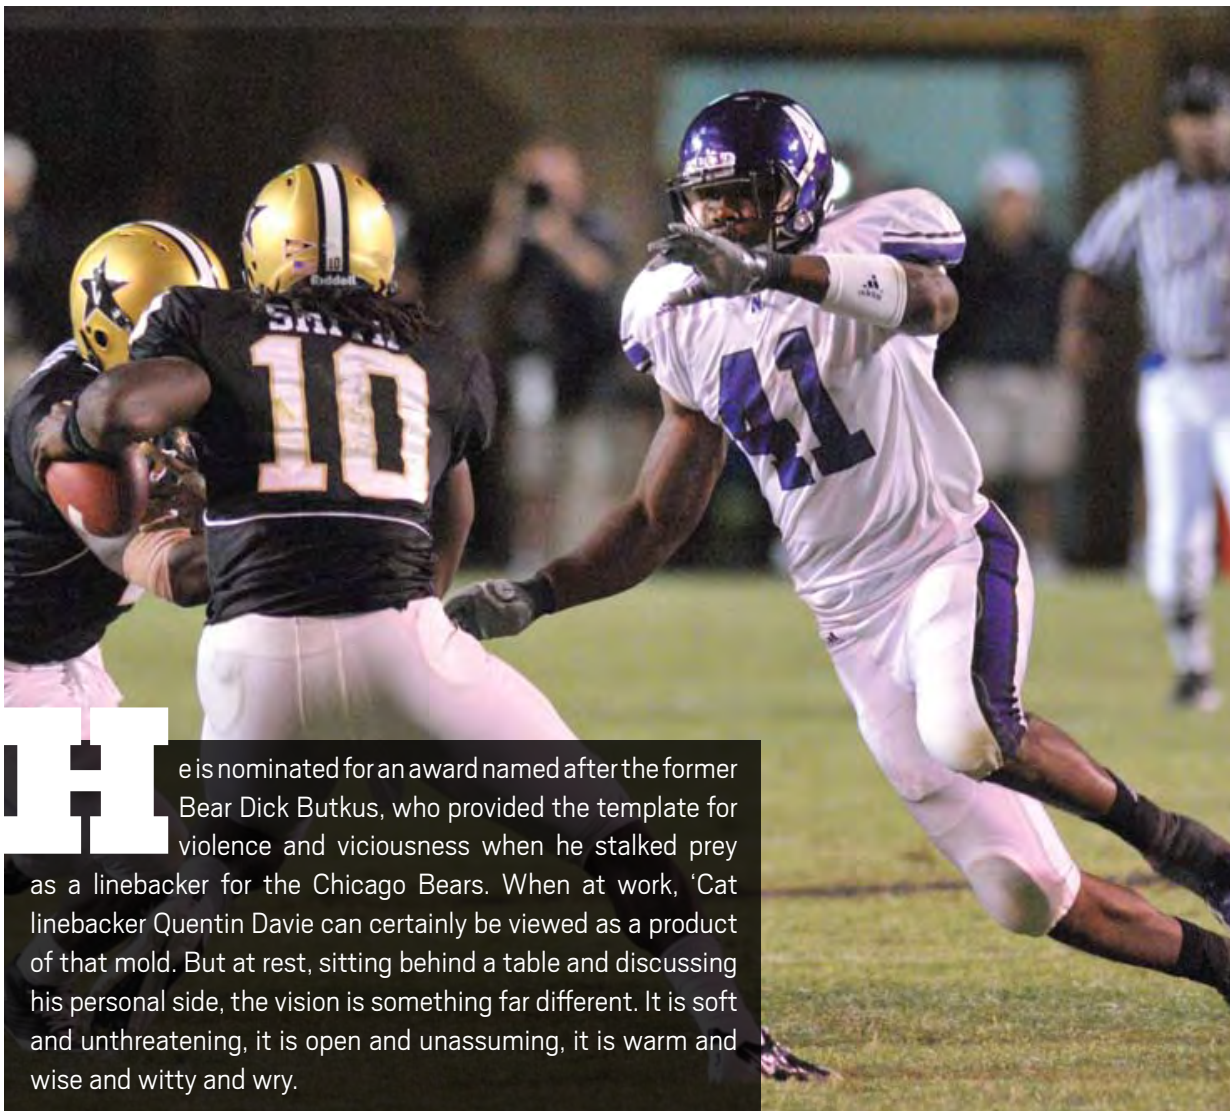 Riddell
10
SMITH
10
adidas
N
41
He is nominated for an award named after the former
Bear Dick Butkus, who provided the template for
violence and viciousness when he stalked prey
as a linebacker for the Chicago Bears. When at work, ‘Cat
linebacker Quentin Davie can certainly be viewed as a product
of that mold. But at rest, sitting behind a table and discussing
his personal side, the vision is something far different. It is soft
and unthreatening, it is open and unassuming, it is warm and
wise and witty and wry.